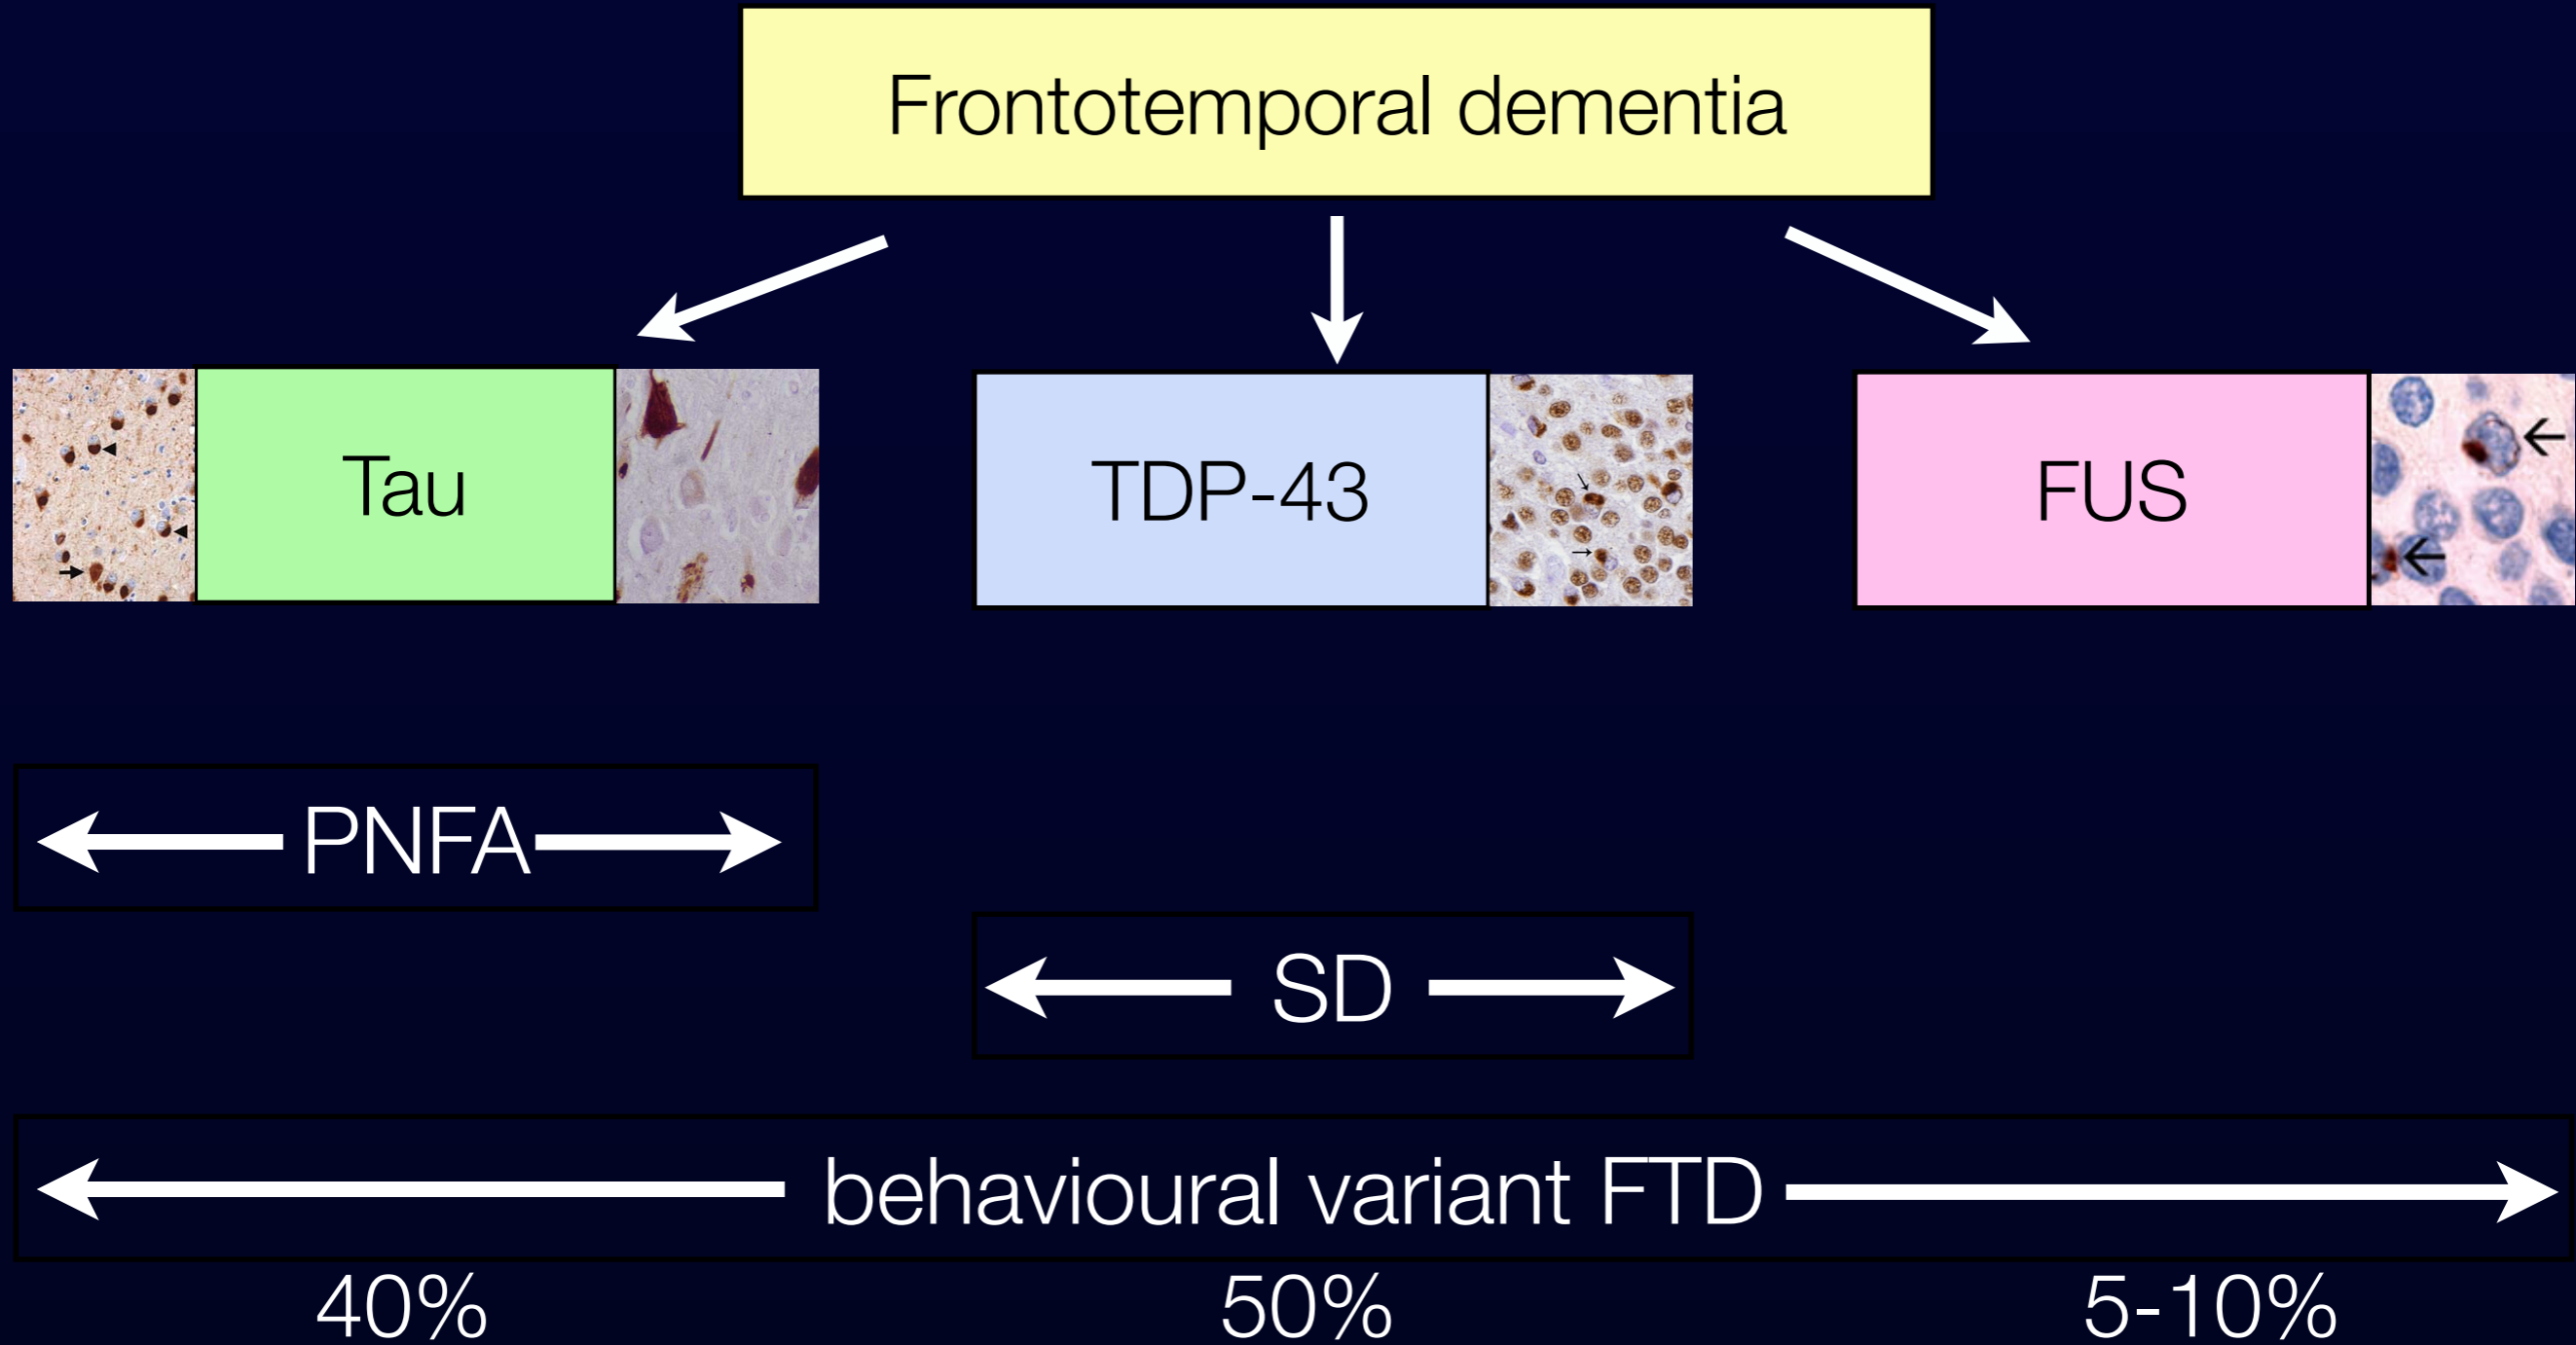 Frontotemporal dementia
Tau
TDP-43
FUS
PNFA
SD
behavioural variant FTD
40%
50%
5-10%